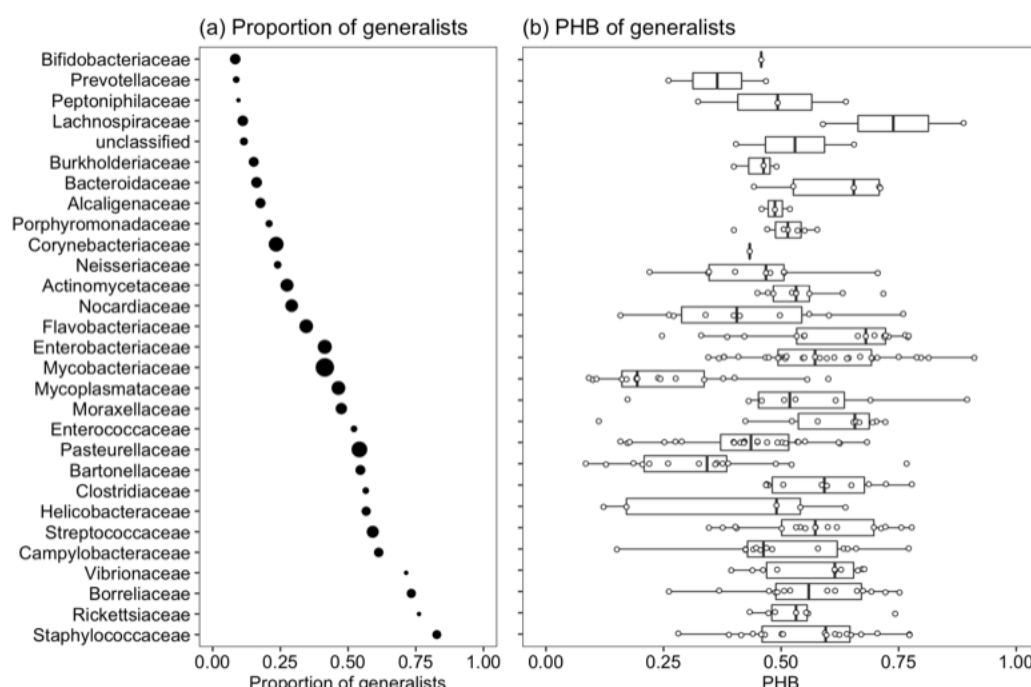 (a) Proportion of generalists
(b) PHB of generalists
Bifidobacteriaceae
Prevotellaceae
Peptoniphilaceae
Lachnospiraceae
unclassified
Burkholderiaceae
Bacteroidaceae
Alcaligenaceae
Porphyromonadaceae
Corynebacteriaceae
Neisseriaceae
Actinomycetaceae
Nocardiaceae
Flavobacteriaceae
Enterobacteriaceae
Mycobacteriaceae
Mycoplasmataceae
Moraxellaceae
Enterococcaceae
Pasteurellaceae
Bartonellaceae
Clostridiaceae
Helicobacteraceae
Streptococcaceae
Campylobacteraceae
Vibrionaceae
Borreliaceae
Rickettsiaceae
Staphylococcaceae
0.00 0.25 0.50 0.75 1.00
0.00 0.25 0.50 0.75 1.00
Proportion of generalists
PHB